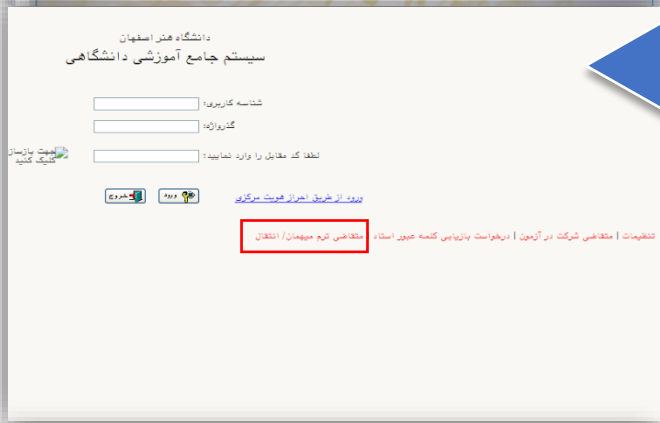 دانشگاه هنر اصفهان
سیستم جامع آموزشی دانشگاهی
شناسه کاربری:
گذرواژه:
لطفا کد مقابل را وارد نمایید:
جهت بازساز
کلیک کنید
ورود از طریق احراز هویت مرکزی
ورود
خروج
تنظیمات | متقاضی شرکت در آزمون | درخواست بازیابی کلمه عبور استاد | متقاضی ترم میهمان/ انتقال